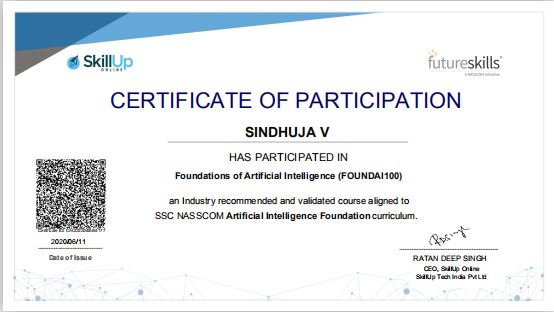 SkillUp
ONLINE
futureskills
A NASSCOM Initiative
CERTIFICATE OF PARTICIPATION
SINDHUJA V
HAS PARTICIPATED IN
Foundations of Artificial Intelligence (FOUNDAI100)
an Industry recommended and validated course aligned to
SSC NASSCOM Artificial Intelligence Foundation curriculum.
2020/06/11
Date of Issue
RATAN DEEP SINGH
CEO, SkillUp Online
SkillUp Tech India Pvt Ltd